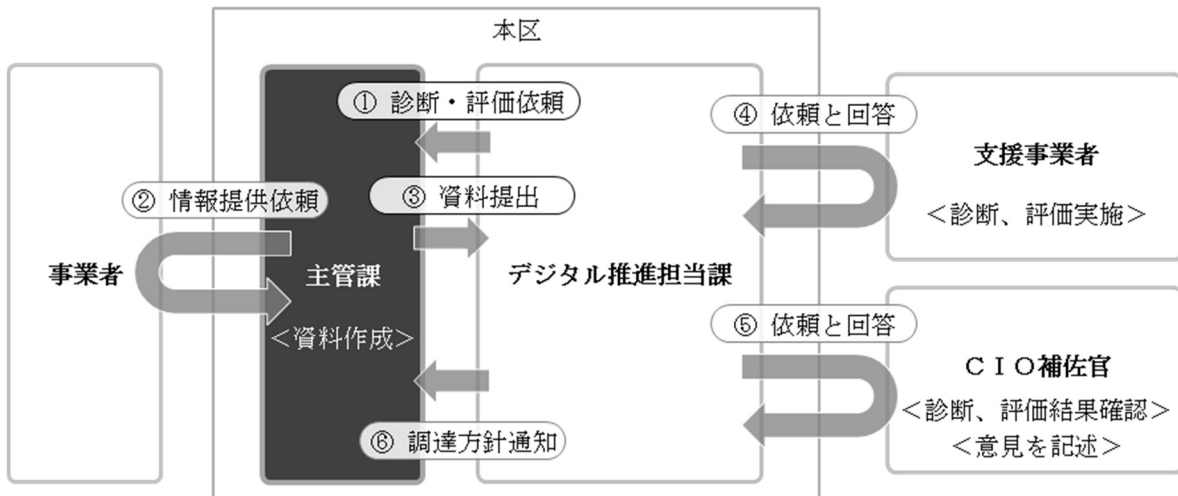 本区
① 診断・評価依頼
④ 依頼と回答
支援事業者
② 情報提供依頼
③ 資料提出
＜診断、評価実施＞
事業者
主管課
デジタル推進担当課
＜資料作成＞
⑤ 依頼と回答
ＣＩＯ補佐官
＜診断、評価結果確認＞
⑥ 調達方針通知
＜意見を記述＞